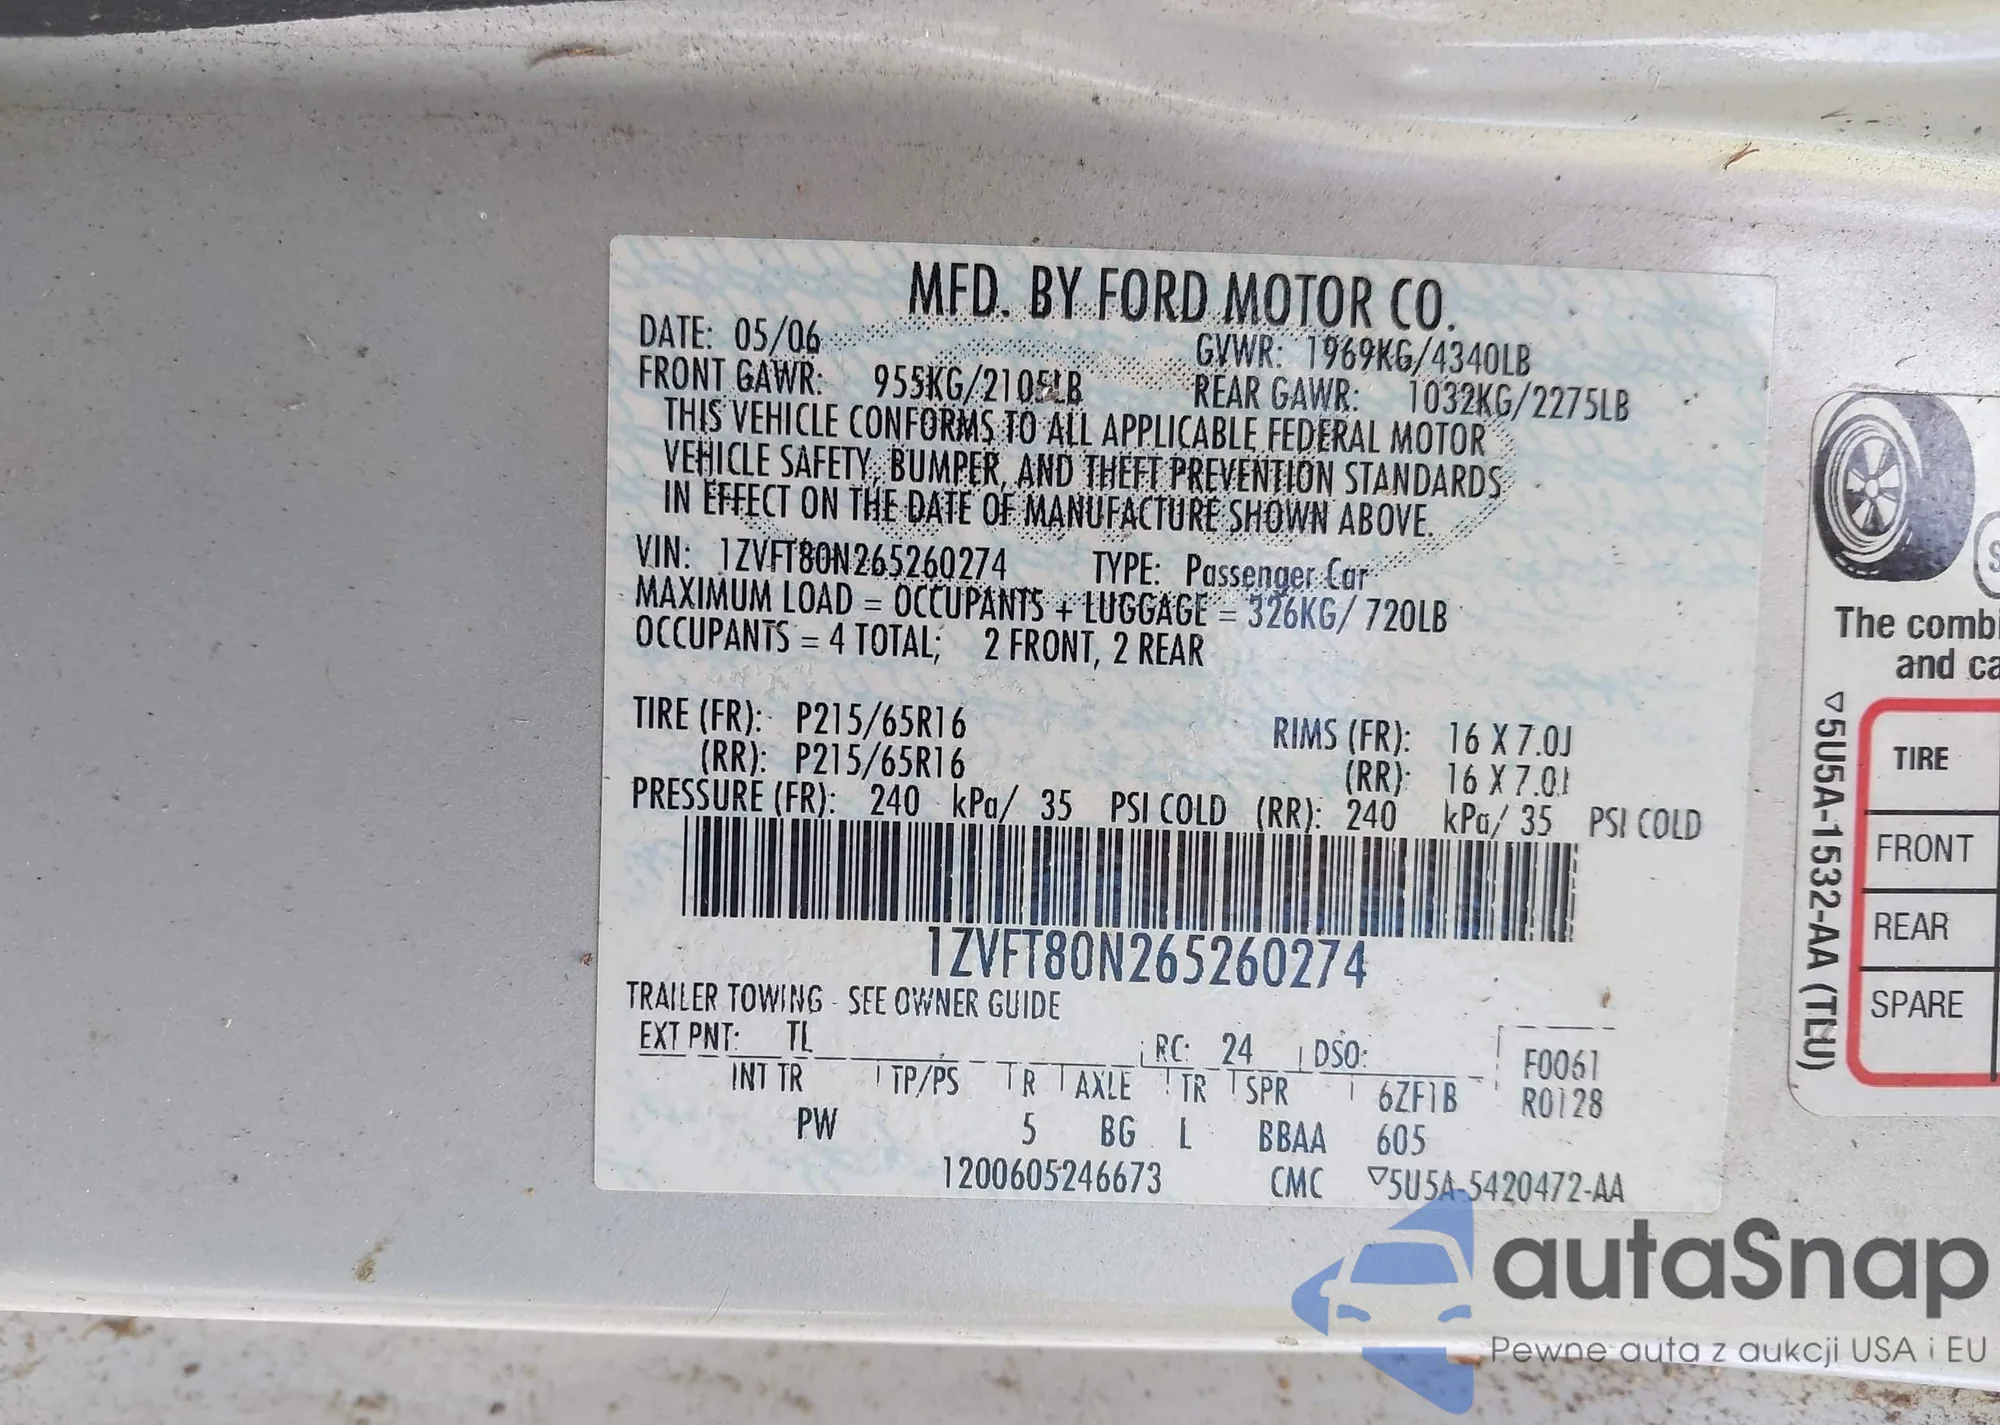 MFD. BY FORD MOTOR CO.
DATE: 05/06
GVWR: 1969KG/4340LB
FRONT GAWR: 955KG/2105LB
REAR GAWR: 1032KG/2275LB
THIS VEHICLE CONFORMS TO ALL APPLICABLE FEDERAL MOTOR
VEHICLE SAFETY, BUMPER, AND THEFT PREVENTION STANDARDS
IN EFFECT ON THE DATE OF MANUFACTURE SHOWN ABOVE.
VIN: 1ZVFT80N265260274 TYPE: Passenger Car
MAXIMUM LOAD = OCCUPANTS + LUGGAGE = 326KG/ 720LB
OCCUPANTS = 4 TOTAL; 2 FRONT, 2 REAR
TIRE (FR): P215/65R16 RIMS (FR): 16 X 7.0J
(RR): P215/65R16 (RR): 16 X 7.0J
PRESSURE (FR): 240 kPa/ 35 PSI COLD (RR): 240 kPa/ 35 PSI COLD
1ZVFT80N265260274
TRAILER TOWING - SEE OWNER GUIDE
EXT PNT: TL RC: 24 DSO:
F0061
INT TR TP/PS R AXLE TR SPR 6ZF1B
R0128
PW 5 BG L BBAA 605
1200605246673 CMC ▽5U5A-5420472-AA
The combi
and ca
▽5U5A-1532-AA (TEU)
TIRE
FRONT
REAR
SPARE
autaSnap
Pewne auta z aukcji USA i EU